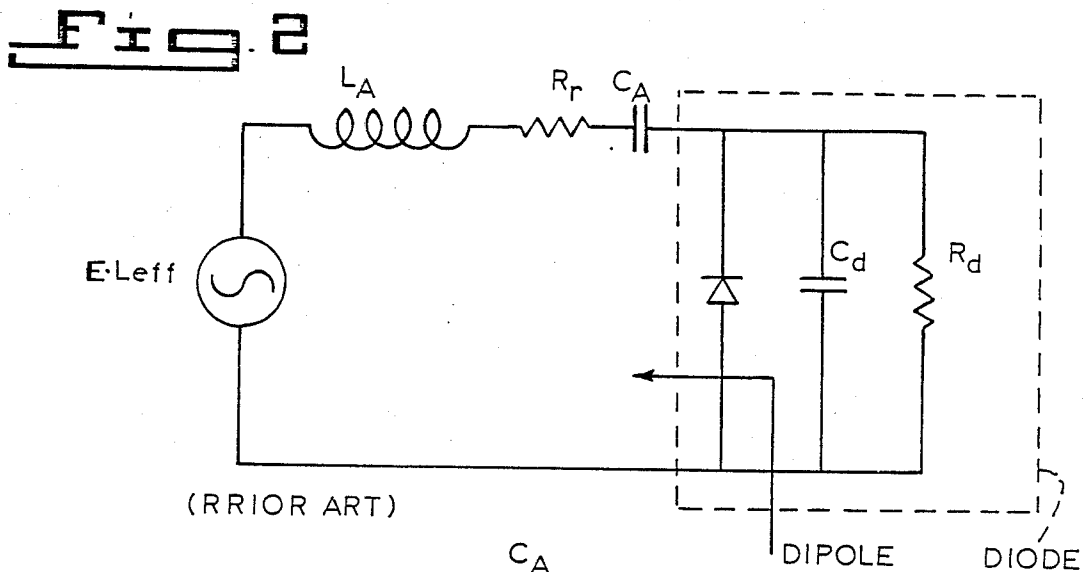 Fig. 2
L_A
R_r
C_A
E·Leff
C_d
R_d
(RRIOR ART)
C_A
DIPOLE
DIODE